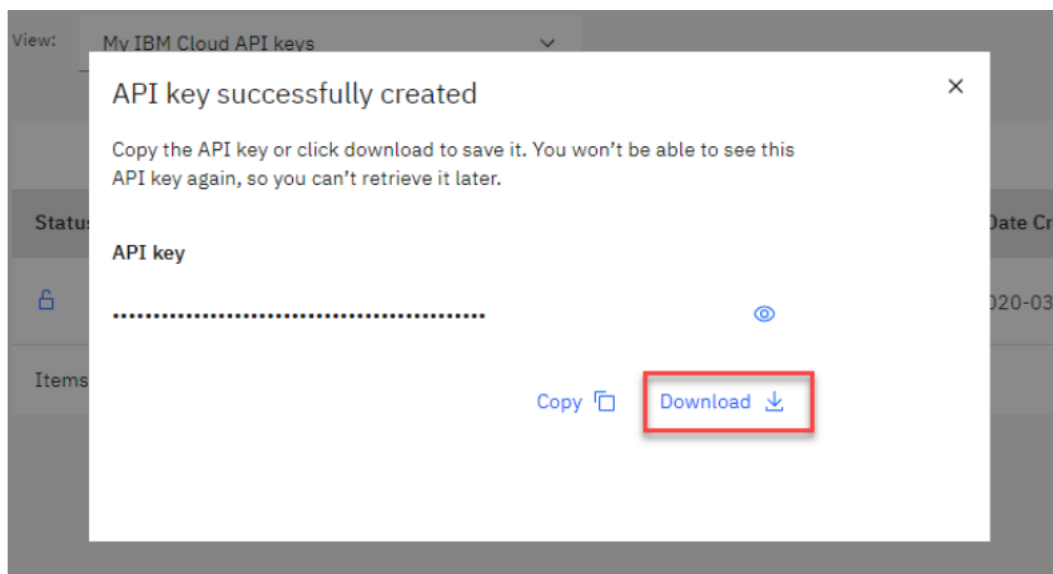 View:
My IBM Cloud API keys
API key successfully created
Copy the API key or click download to save it. You won't be able to see this
API key again, so you can't retrieve it later.
Status
Date Cr
API key
020-03
Items
Copy
Download